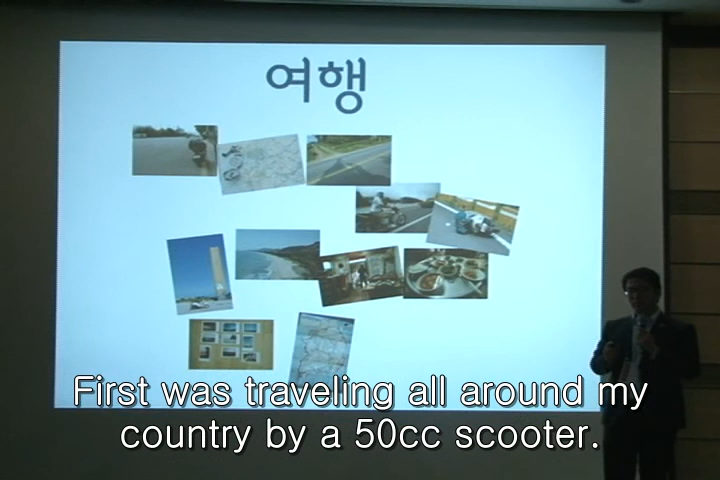 여행
First was traveling all around my
country by a 50cc scooter.